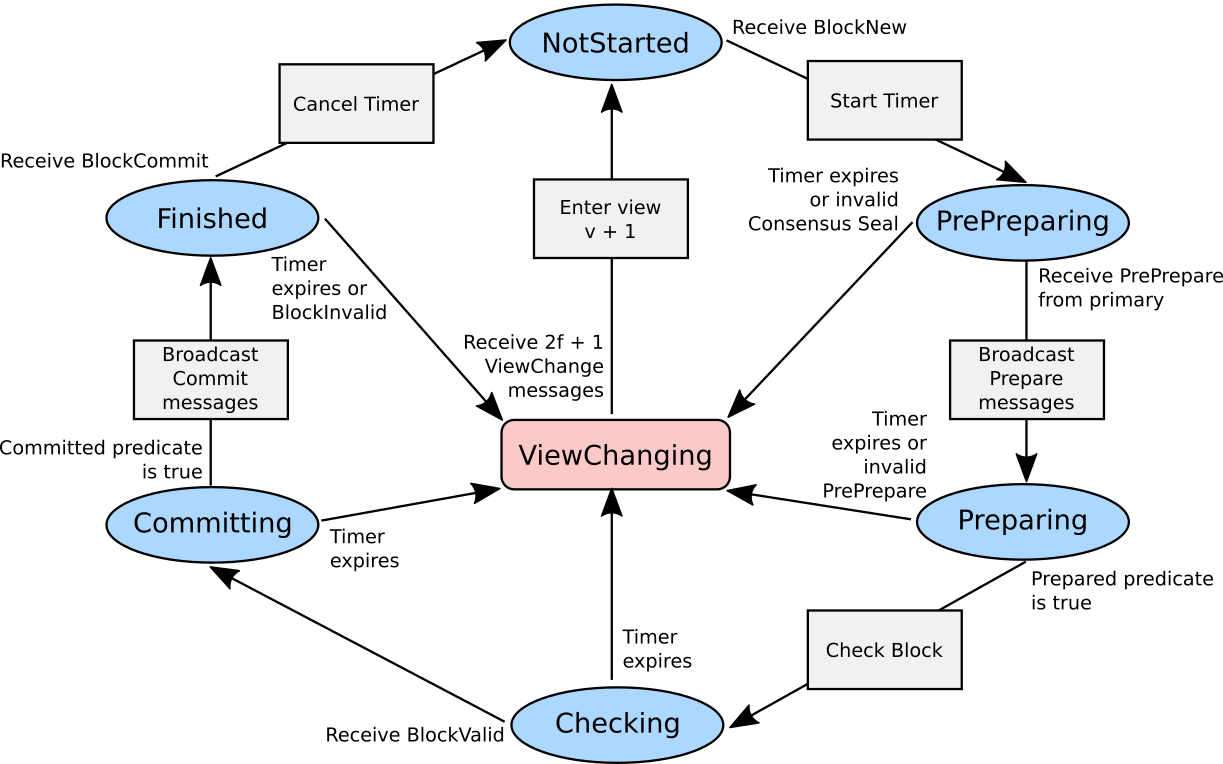 NotStarted
Receive BlockNew
Start Timer
Cancel Timer
Receive BlockCommit
Finished
Timer
expires or
BlockInvalid
Enter view
v + 1
Timer expires
or invalid
Consensus Seal
PrePreparing
Receive PrePrepare
from primary
Broadcast
Commit
messages
Receive 2f + 1
ViewChange
messages
Broadcast
Prepare
messages
Committed predicate
is true
ViewChanging
Timer
expires or
invalid
PrePrepare
Committing
Timer
expires
Preparing
Prepared predicate
is true
Check Block
Timer
expires
Receive BlockValid
Checking